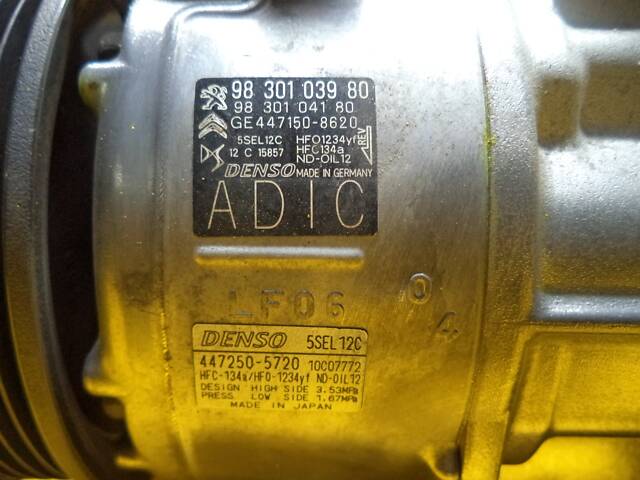 98 301 039 80
98 301 041 80
GE447150-8620
5SEL12C HFO1234yf
12 C 15857 HFC134a
ND-OIL12
REV
DENSO MADE IN GERMANY
ADIC
LF06
04
DENSO 5SEL12C
447250-5720 10C07772
HFC-134a/HFO-1234yf ND-OIL12
DESIGN HIGH SIDE 3.53MPa
PRESS. LOW SIDE 1.67MPa
MADE IN JAPAN